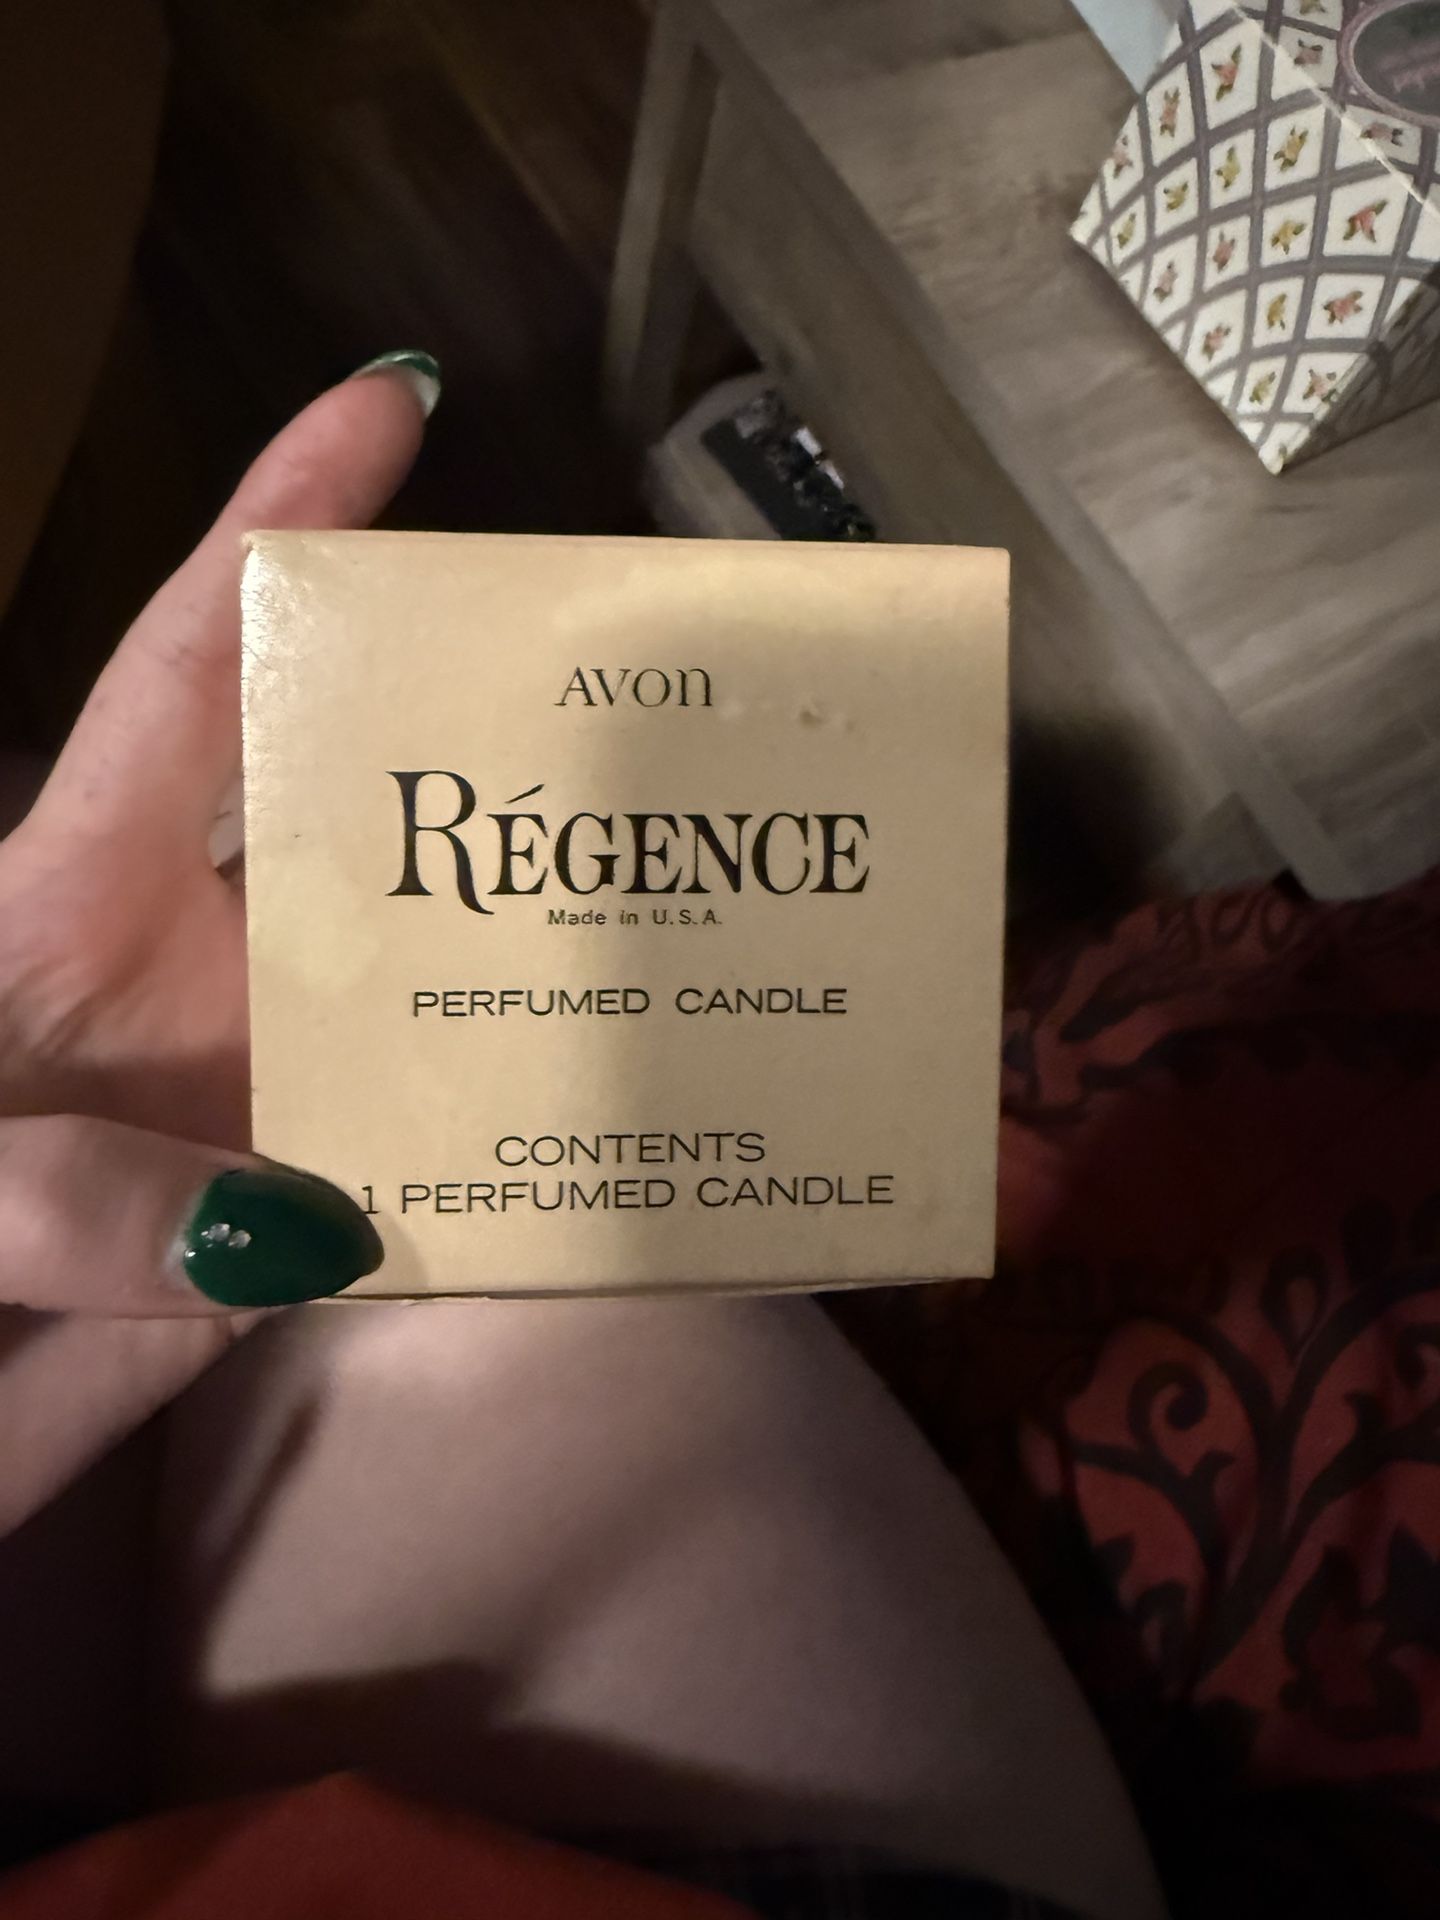 AVON
RÉGENCE
Made in U.S.A.
PERFUMED CANDLE
CONTENTS
1 PERFUMED CANDLE